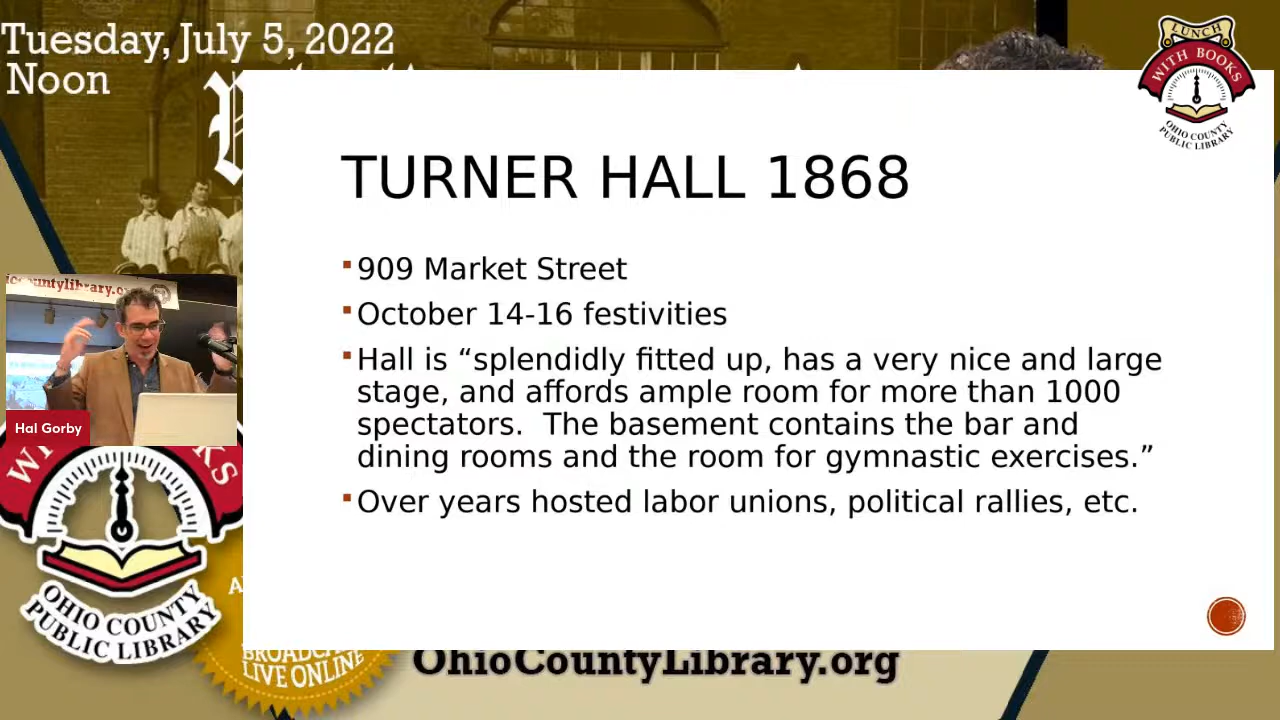 Tuesday, July 5, 2022
Noon
LUNCH
WITH BOOKS
OHIO COUNTY
PUBLIC LIBRARY
TURNER HALL 1868
909 Market Street
October 14-16 festivities
Hall is “splendidly fitted up, has a very nice and large
stage, and affords ample room for more than 1000
spectators.  The basement contains the bar and
dining rooms and the room for gymnastic exercises.”
Over years hosted labor unions, political rallies, etc.
Hal Gorby
OHIO COUNTY
PUBLIC LIBRARY
LIVE ONLINE
OhioCountyLibrary.org